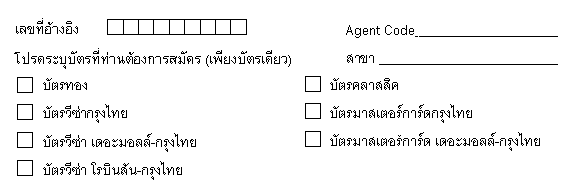 เลขที่อ้างอิง Agent Code
โปรดระบุบัตรที่ท่านต้องการสมัคร (เพียงบัตรเดียว) สาขา
บัตรทอง บัตรคลาสสิค
บัตรวีซ่ากรุงไทย บัตรมาสเตอร์การ์ดกรุงไทย
บัตรวีซ่า เดอะมอลล์-กรุงไทย บัตรมาสเตอร์การ์ด เดอะมอลล์-กรุงไทย
บัตรวีซ่า โรบินสัน-กรุงไทย